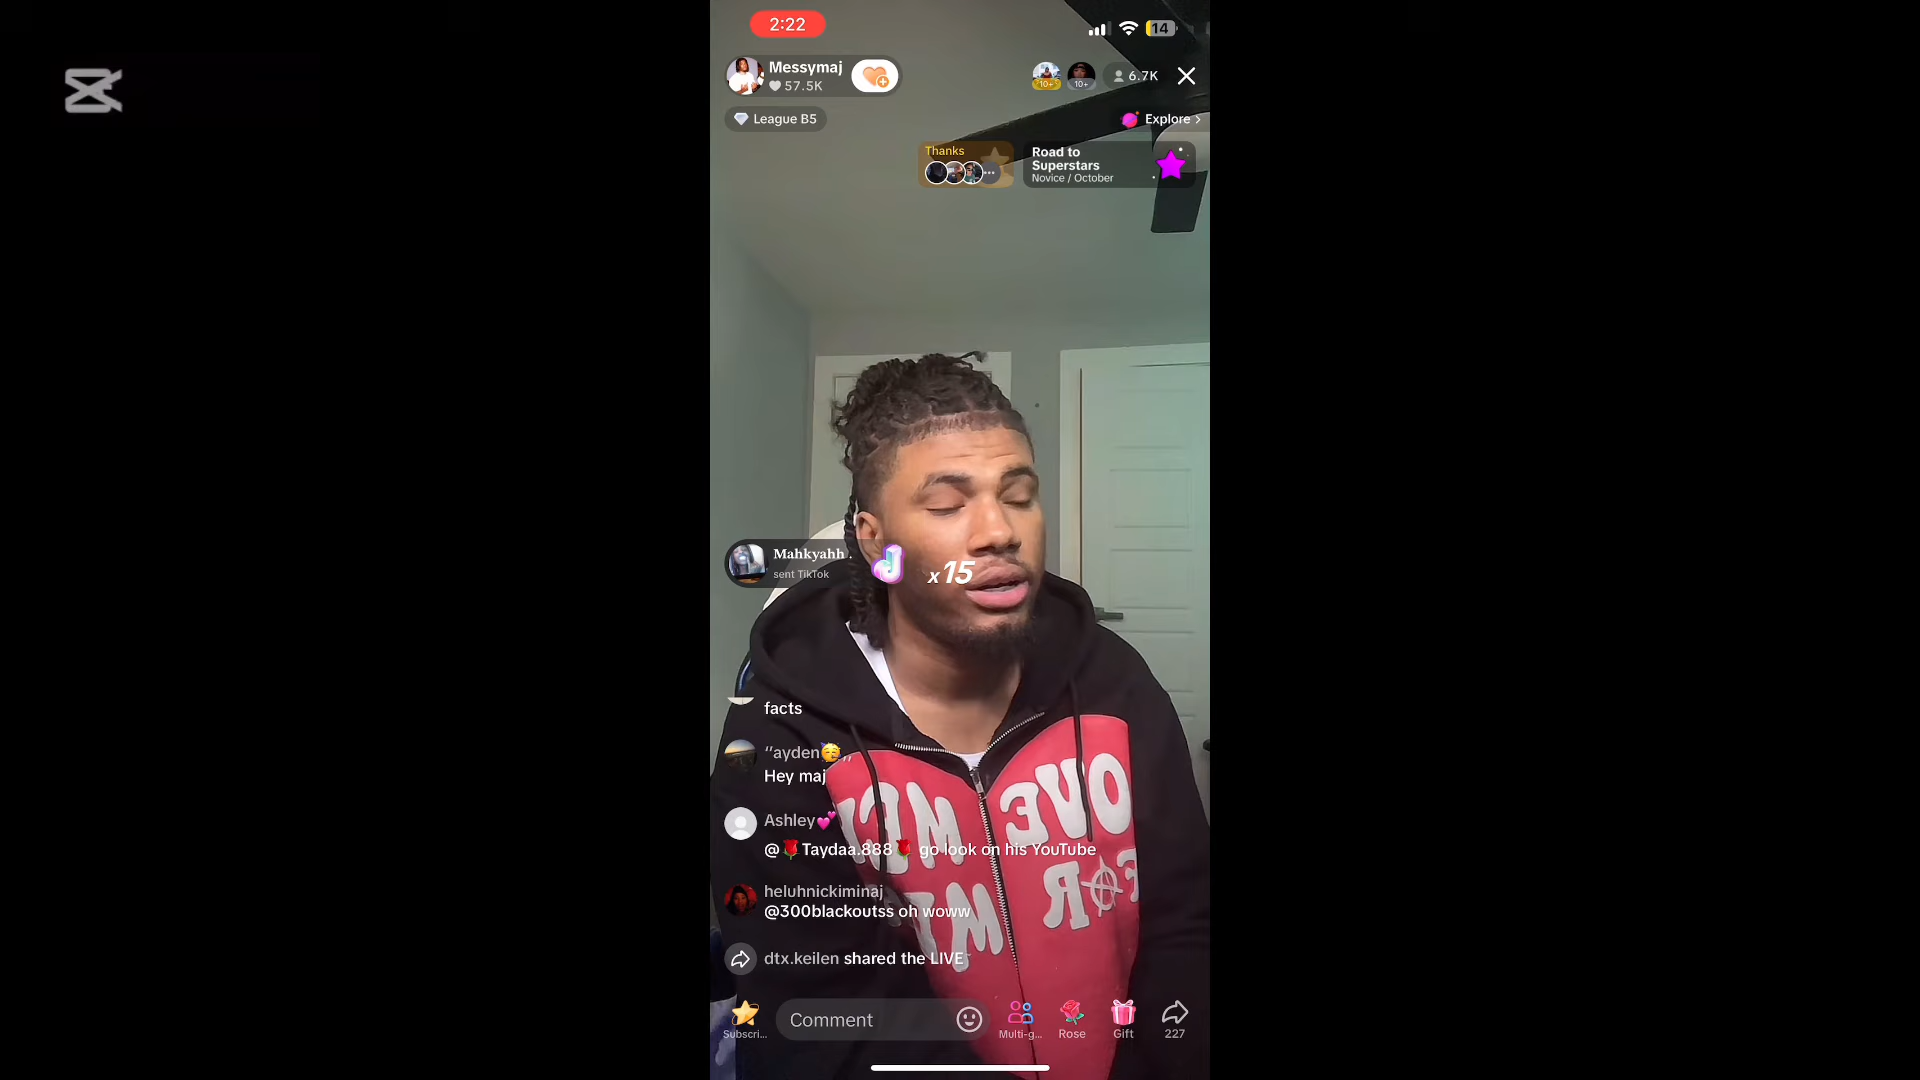 2:22
14
Messymaj
57.5K
10+
10+
6.7K
League B5
Explore >
Thanks
Road to
Superstars
Novice / October
Mahkyahh .
sent TikTok
x15
facts
“ayden🥳„
Hey maj
Ashley💕
@🌹Taydaa.888🌹 go look on his YouTube
heluhnickiminaj
@300blackoutss oh woww
dtx.keilen shared the LIVE
Subscri...
Comment
Multi-g...
Rose
Gift
227